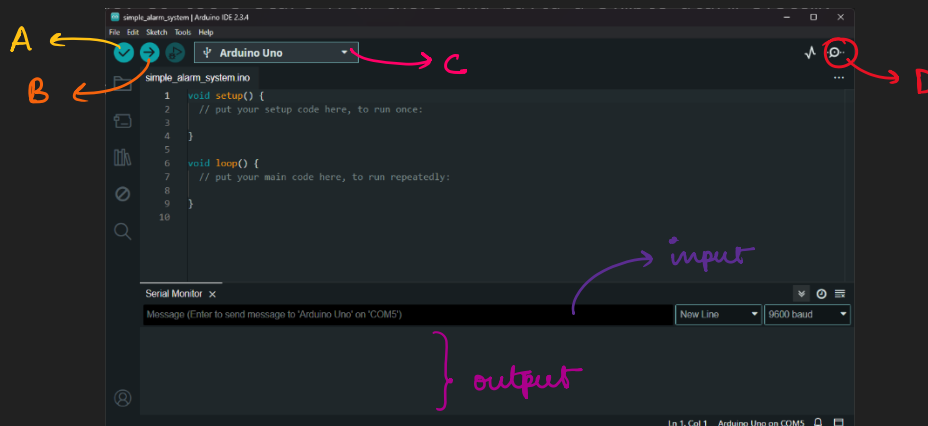 simple_alarm_system | Arduino IDE 2.3.4
File Edit Sketch Tools Help
A
Arduino Uno
C
D
B
simple_alarm_system.ino
1 void setup() {
2 // put your setup code here, to run once:
3
4 }
5
6 void loop() {
7 // put your main code here, to run repeatedly:
8
9 }
10
input
Serial Monitor
Message (Enter to send message to 'Arduino Uno' on 'COM5')
New Line
9600 baud
output
Ln 1, Col 1 Arduino Uno on COM5